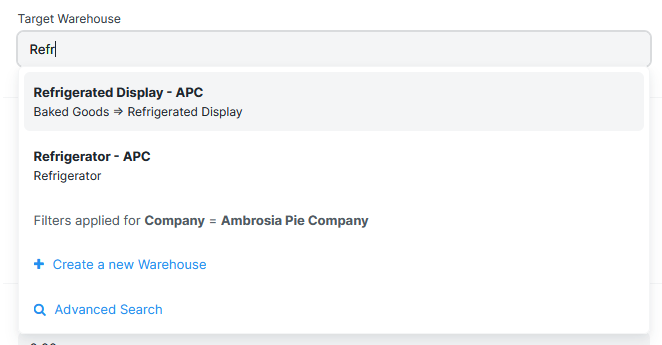 Target Warehouse
Refr
Refrigerated Display - APC
Baked Goods ⇒ Refrigerated Display
Refrigerator - APC
Refrigerator
Filters applied for Company = Ambrosia Pie Company
+ Create a new Warehouse
Advanced Search